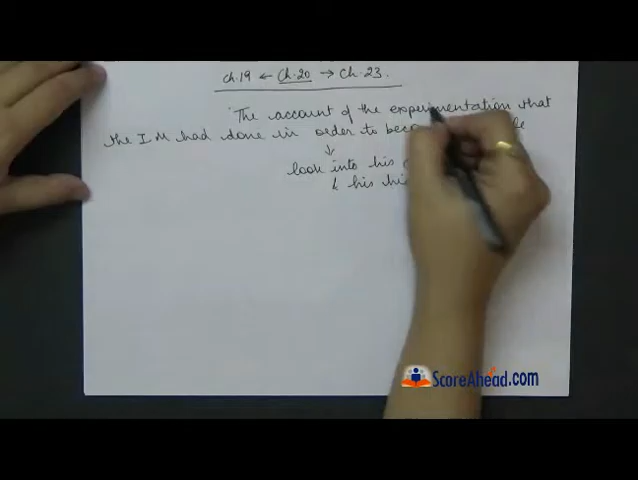 ch.19 ← Ch.20 → Ch.23.
The account of the experimentation that
the I M had done in order to
↓
look into his
& his
ScoreAhead.com